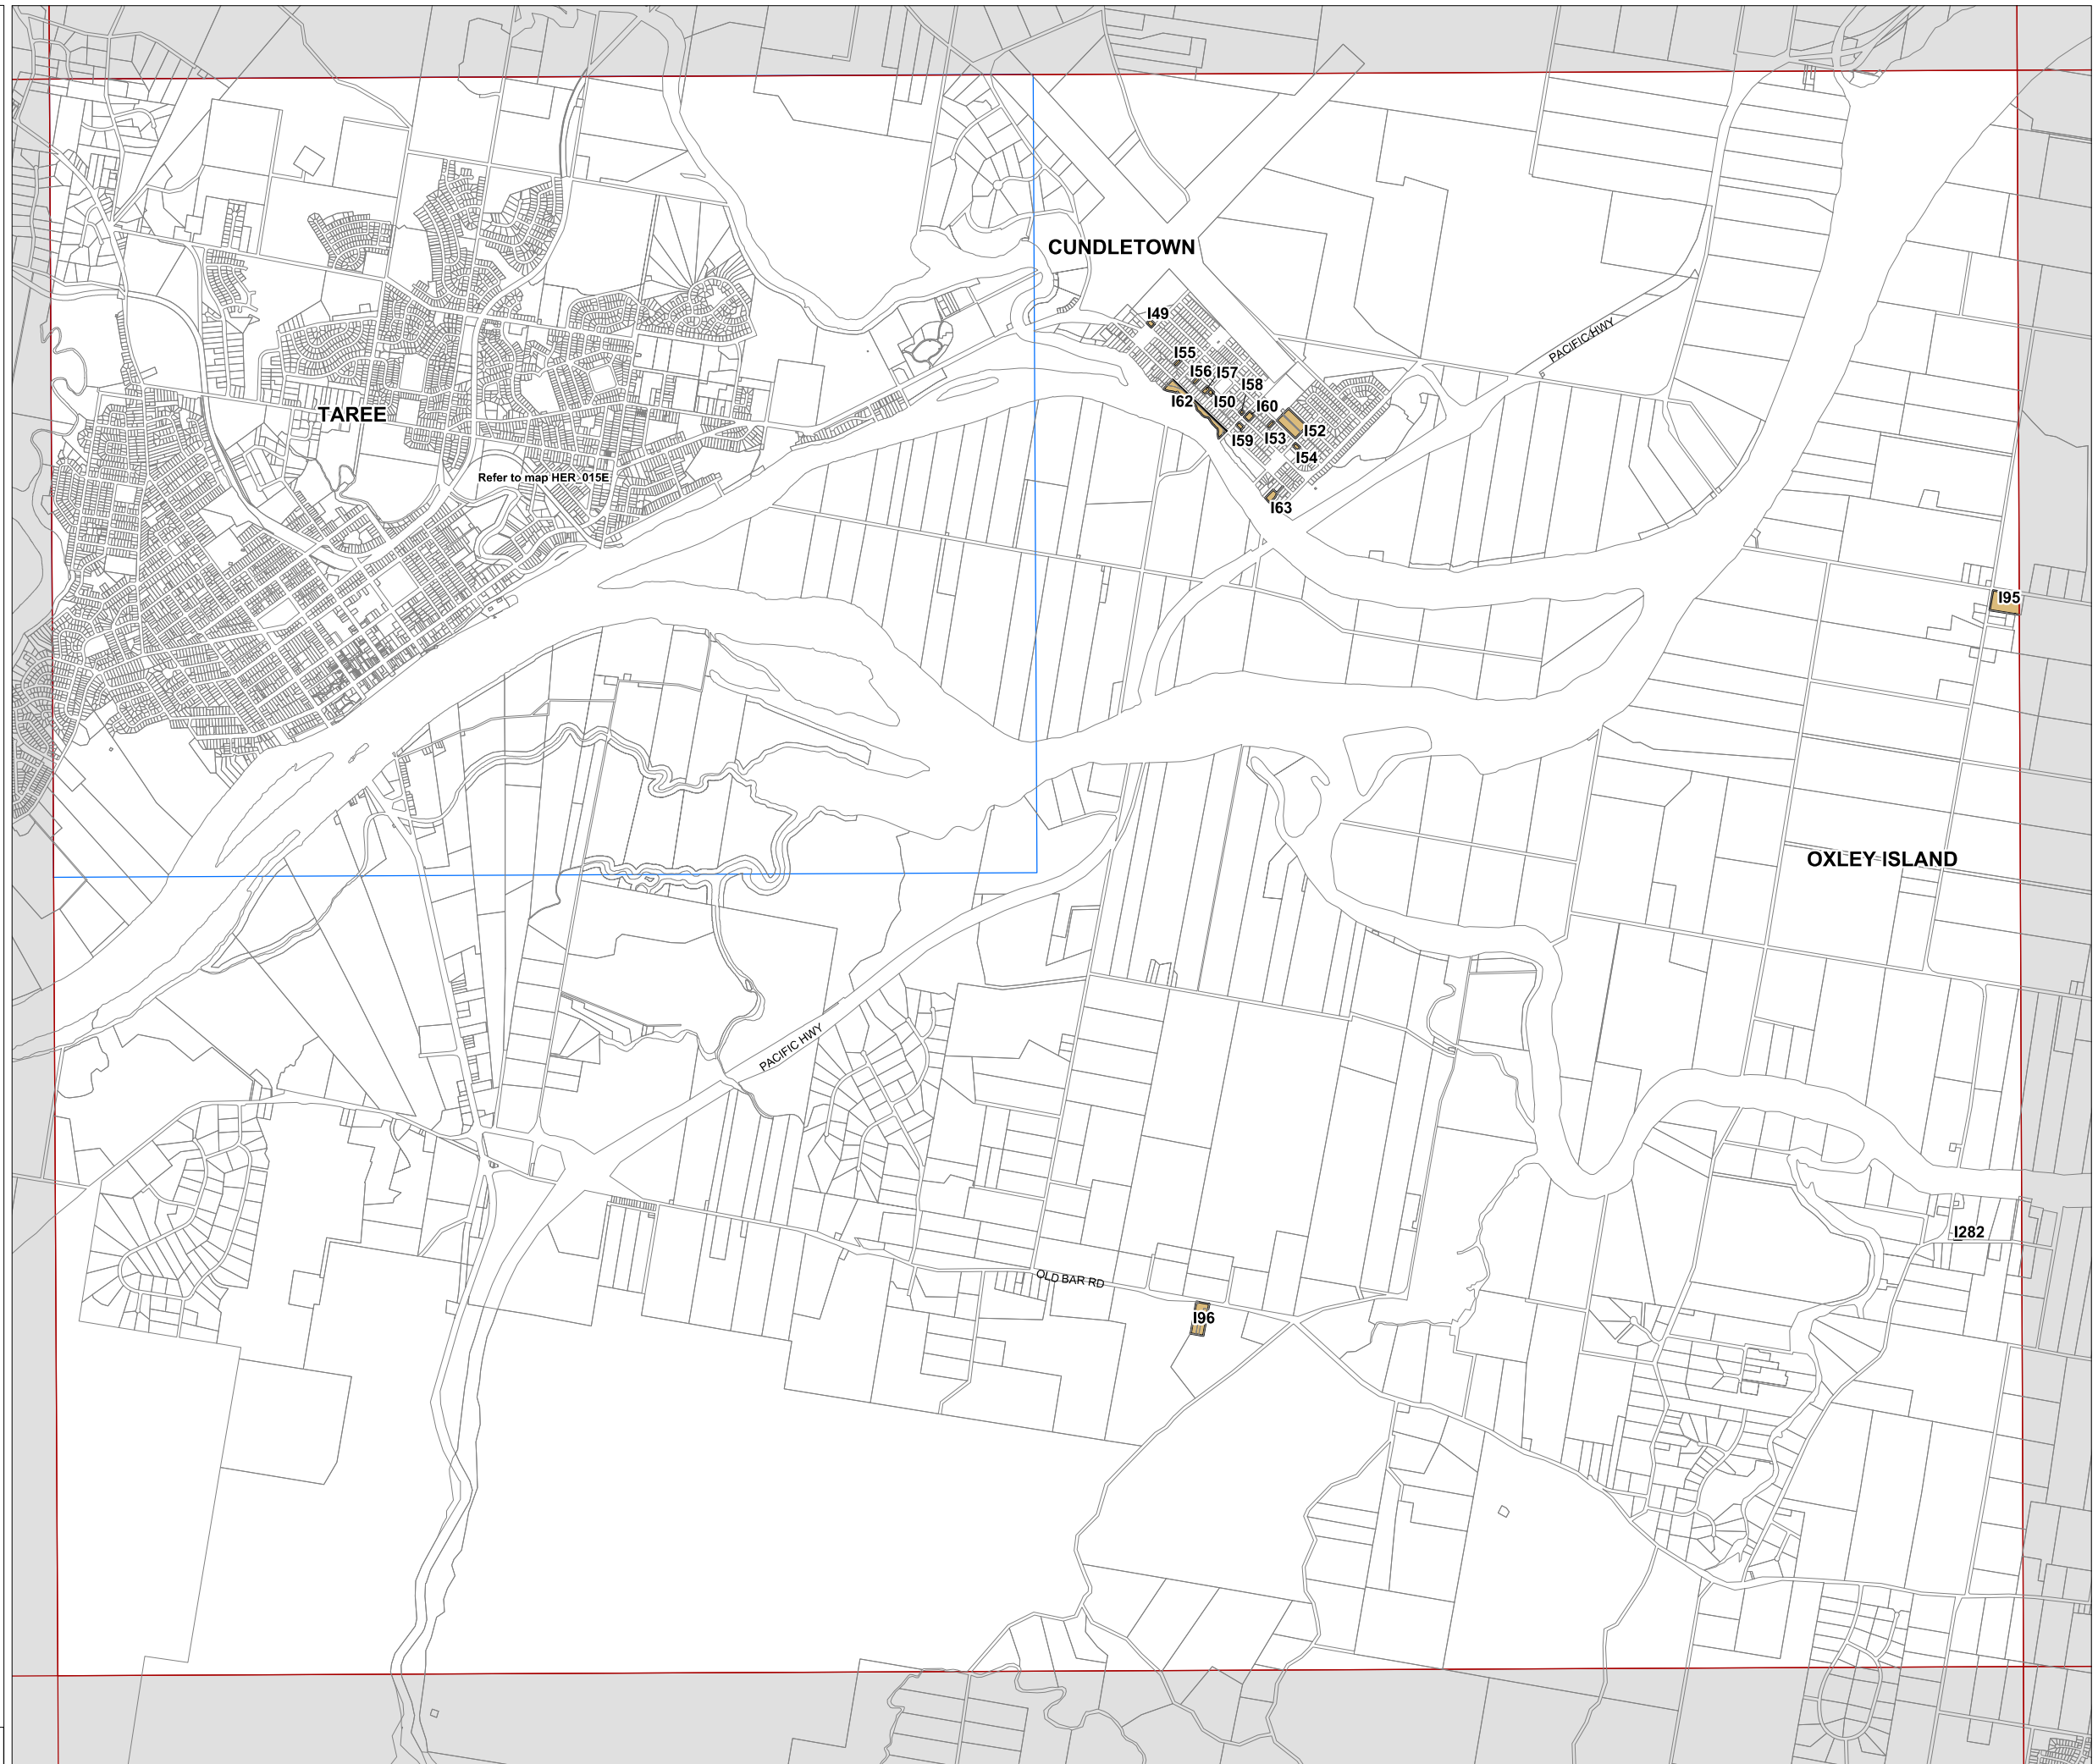 CUNDLETOWN
I49
PACIFIC HWY
I55
I56
I57
I58
I62
I50
I60
TAREE
I52
I59
I53
I54
Refer to map HER_015E
I63
I95
OXLEY ISLAND
PACIFIC HWY
I282
OLD BAR RD
I96